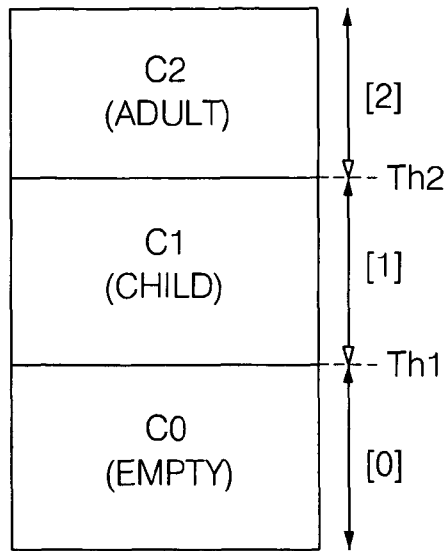 C2
(ADULT)
[2]
Th2
C1
(CHILD)
[1]
Th1
C0
(EMPTY)
[0]